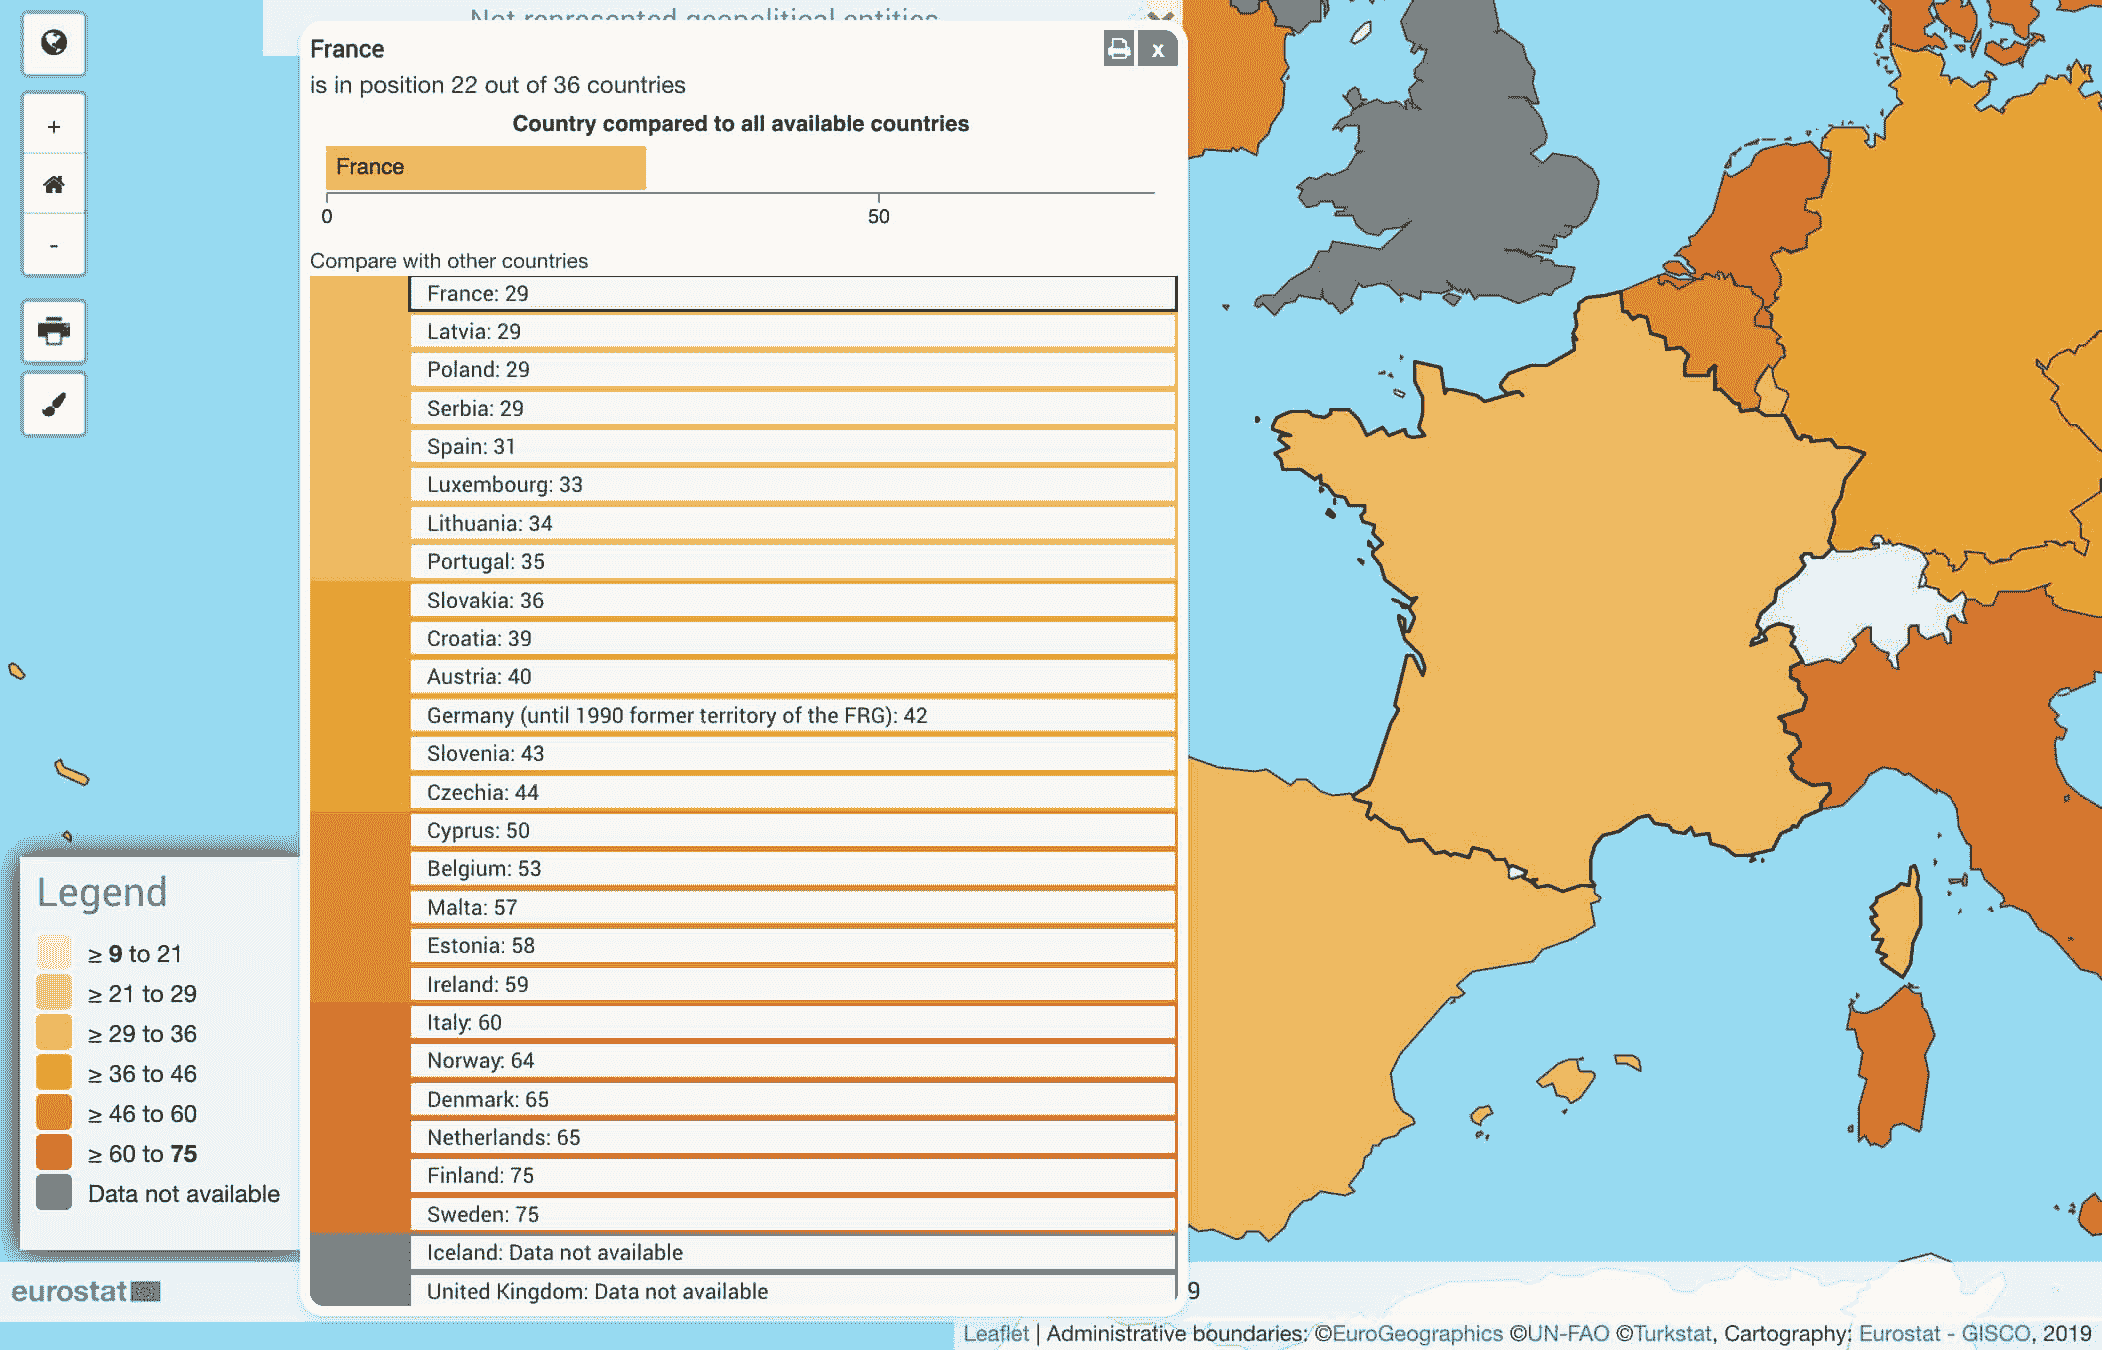 Not represented geopolitical entities
France
x
is in position 22 out of 36 countries
Country compared to all available countries
France
0
50
Compare with other countries
France: 29
Latvia: 29
Poland: 29
Serbia: 29
Spain: 31
Luxembourg: 33
Lithuania: 34
Portugal: 35
Slovakia: 36
Croatia: 39
Austria: 40
Germany (until 1990 former territory of the FRG): 42
Slovenia: 43
Czechia: 44
Cyprus: 50
Belgium: 53
Malta: 57
Estonia: 58
Ireland: 59
Italy: 60
Norway: 64
Denmark: 65
Netherlands: 65
Finland: 75
Sweden: 75
Iceland: Data not available
United Kingdom: Data not available
+
-
Legend
≥ 9 to 21
≥ 21 to 29
≥ 29 to 36
≥ 36 to 46
≥ 46 to 60
≥ 60 to 75
Data not available
eurostat
9
Leaflet | Administrative boundaries: ©EuroGeographics ©UN-FAO ©Turkstat, Cartography: Eurostat - GISCO, 2019